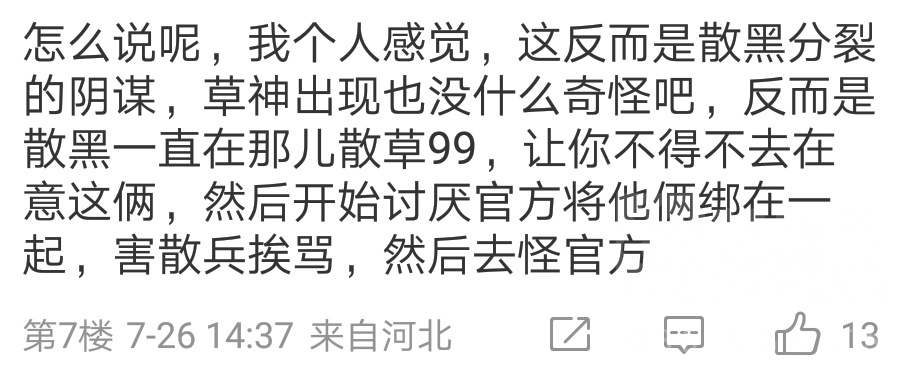 怎么说呢，我个人感觉，这反而是散黑分裂
的阴谋，草神出现也没什么奇怪吧，反而是
散黑一直在那儿散草99，让你不得不去在
意这俩，然后开始讨厌官方将他俩绑在一
起，害散兵挨骂，然后去怪官方
第7楼 7-26 14:37 来自河北 13